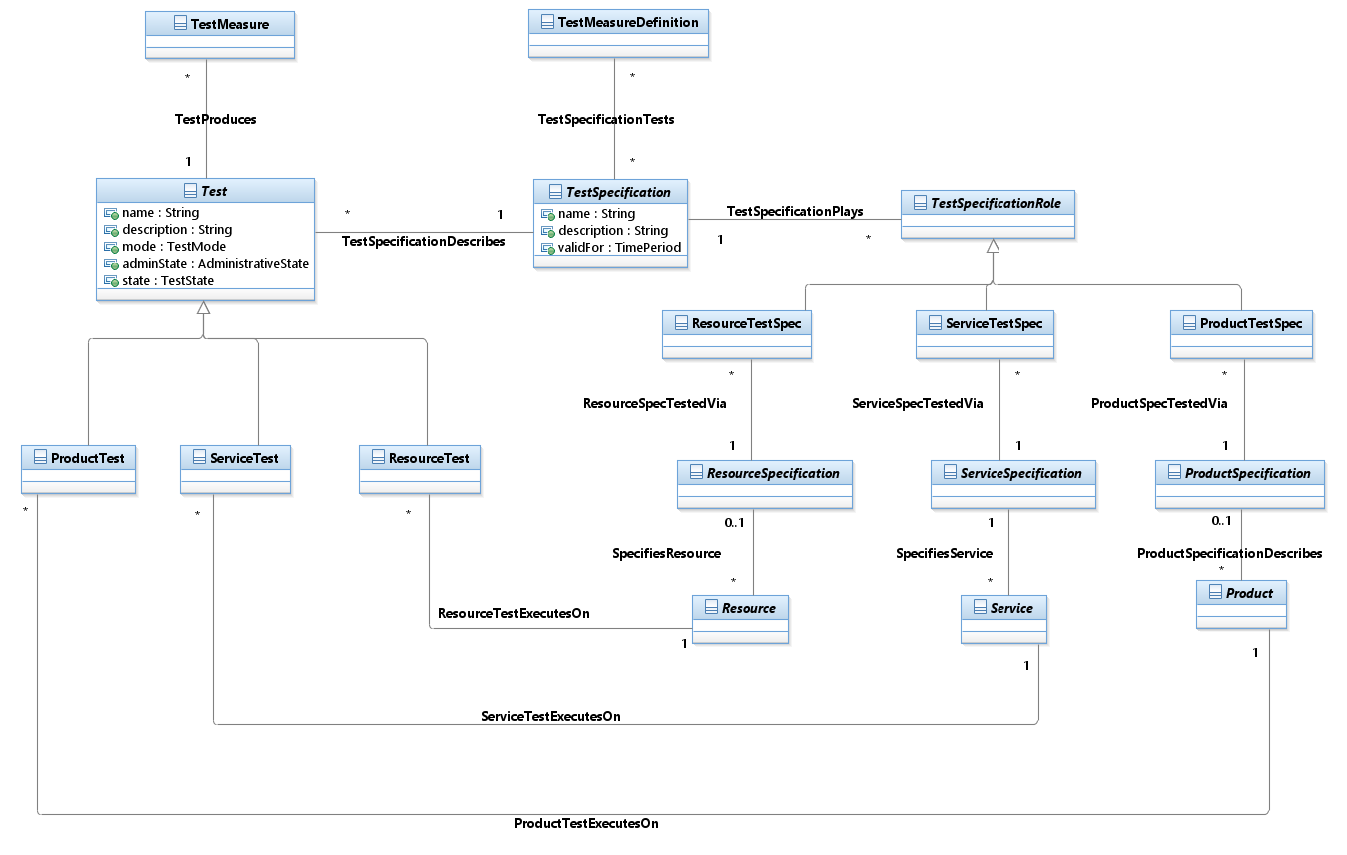 TestMeasure
TestMeasureDefinition
*
*
TestProduces
TestSpecificationTests
1
*
Test
name : String
description : String
mode : TestMode
adminState : AdministrativeState
state : TestState
*
1
TestSpecificationDescribes
TestSpecification
name : String
description : String
validFor : TimePeriod
TestSpecificationPlays
1
*
TestSpecificationRole
ResourceTestSpec
ServiceTestSpec
ProductTestSpec
*
*
*
ResourceSpecTestedVia
ServiceSpecTestedVia
ProductSpecTestedVia
1
1
1
ProductTest
ServiceTest
ResourceTest
ResourceSpecification
ServiceSpecification
ProductSpecification
*
*
*
0..1
1
0..1
SpecifiesResource
SpecifiesService
ProductSpecificationDescribes
*
*
*
Product
Resource
Service
ResourceTestExecutesOn
1
1
1
ServiceTestExecutesOn
ProductTestExecutesOn